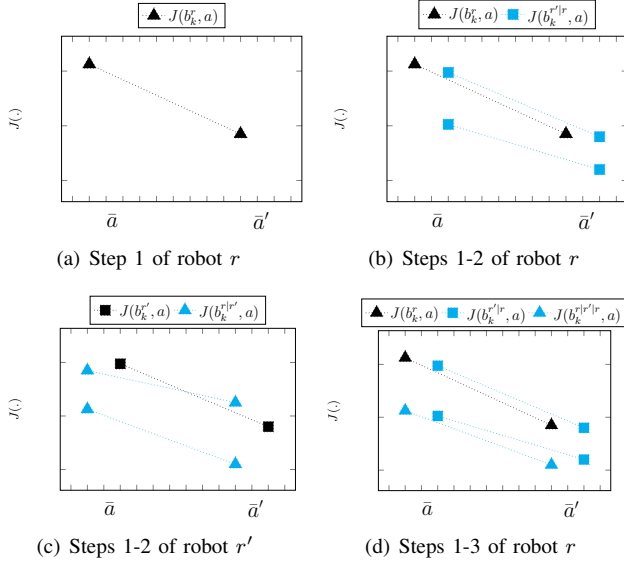 J(b_k^r, a)
J(b_k^r, a) J(b_k^{r'|r}, a)
J(.)
J(.)
ā ā′
ā ā′
(a) Step 1 of robot r
(b) Steps 1-2 of robot r
J(b_k^{r'}, a) J(b_k^{r|r'}, a)
J(b_k^r, a) J(b_k^{r'|r}, a) J(b_k^{r|r'|r}, a)
J(.)
J(.)
ā ā′
ā ā′
(c) Steps 1-2 of robot r′
(d) Steps 1-3 of robot r